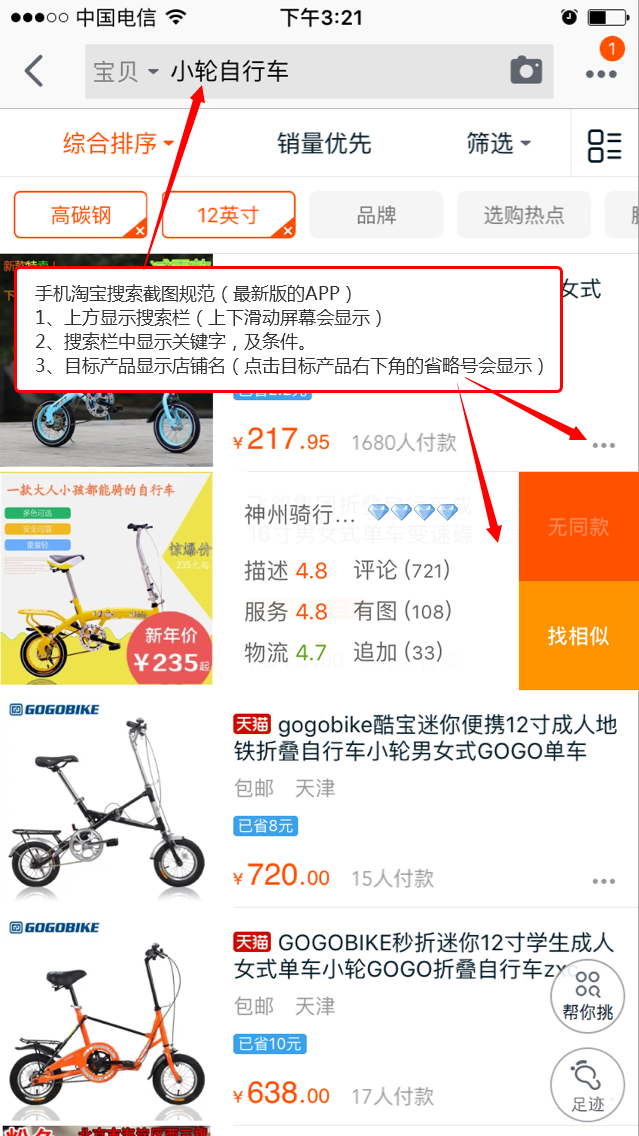 中国电信 下午3:21
宝贝 小轮自行车 1
综合排序 销量优先 筛选
高碳钢 12英寸 品牌 选购热点
手机淘宝搜索截图规范（最新版的APP）
1、上方显示搜索栏（上下滑动屏幕会显示）
2、搜索栏中显示关键字，及条件。
3、目标产品显示店铺名（点击目标产品右下角的省略号会显示）
女式
¥217.95 1680人付款
一款大人小孩都能骑的自行车
多色可选
安全可靠
重量轻
惊爆价
235元起
新年价
¥235起
神州骑行...
描述 4.8 评论 (721)
服务 4.8 有图 (108)
物流 4.7 追加 (33)
无同款
找相似
GOGOBIKE
天猫 gogobike酷宝迷你便携12寸成人地
铁折叠自行车小轮男女式GOGO单车
包邮 天津
已省8元
¥720.00 15人付款
GOGOBIKE
天猫 GOGOBIKE秒折迷你12寸学生成人
女式单车小轮GOGO折叠自行车zxc
包邮 天津
已省10元
¥638.00 17人付款
帮你挑
足迹